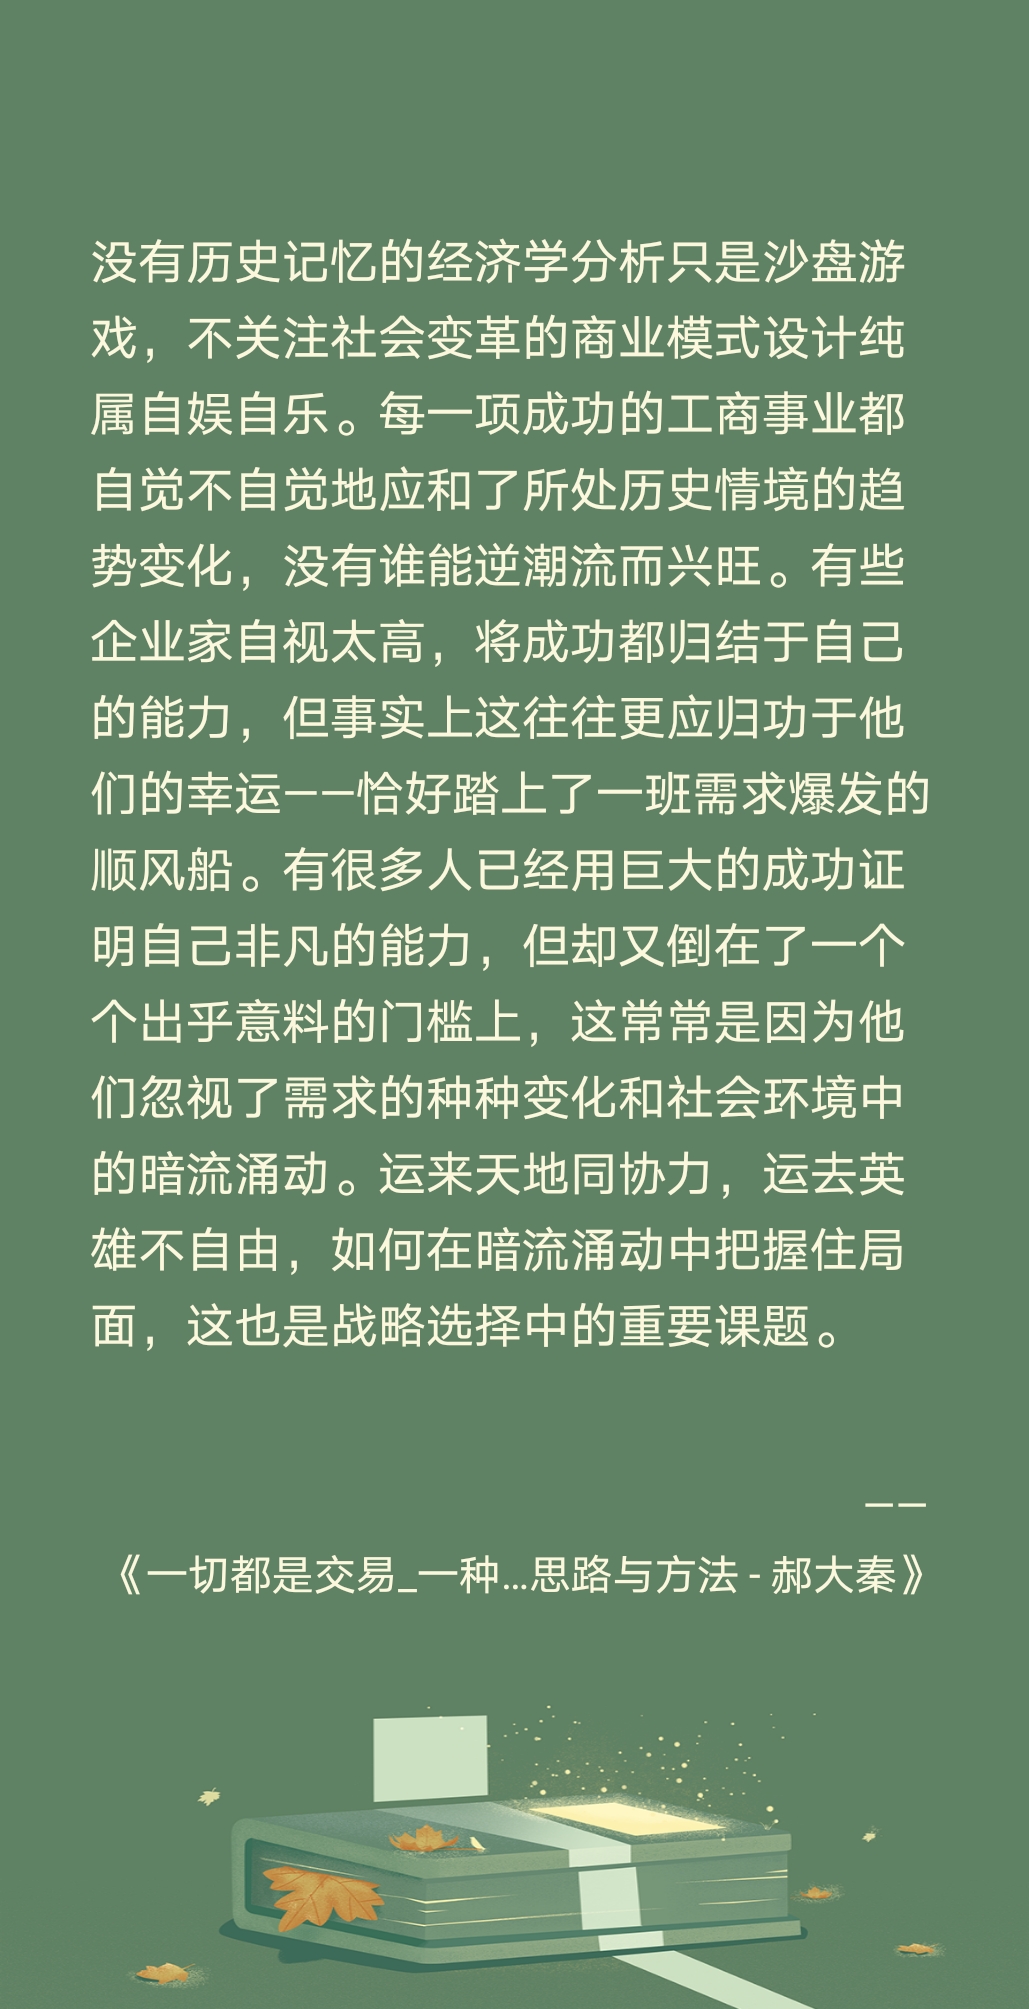 没有历史记忆的经济学分析只是沙盘游
戏，不关注社会变革的商业模式设计纯
属自娱自乐。每一项成功的工商事业都
自觉不自觉地应和了所处历史情境的趋
势变化，没有谁能逆潮流而兴旺。有些
企业家自视太高，将成功都归结于自己
的能力，但事实上这往往更应归功于他
们的幸运——恰好踏上了一班需求爆发的
顺风船。有很多人已经用巨大的成功证
明自己非凡的能力，但却又倒在了一个
个出乎意料的门槛上，这常常是因为他
们忽视了需求的种种变化和社会环境中
的暗流涌动。运来天地同协力，运去英
雄不自由，如何在暗流涌动中把握住局
面，这也是战略选择中的重要课题。
——
《一切都是交易_一种...思路与方法 - 郝大秦》